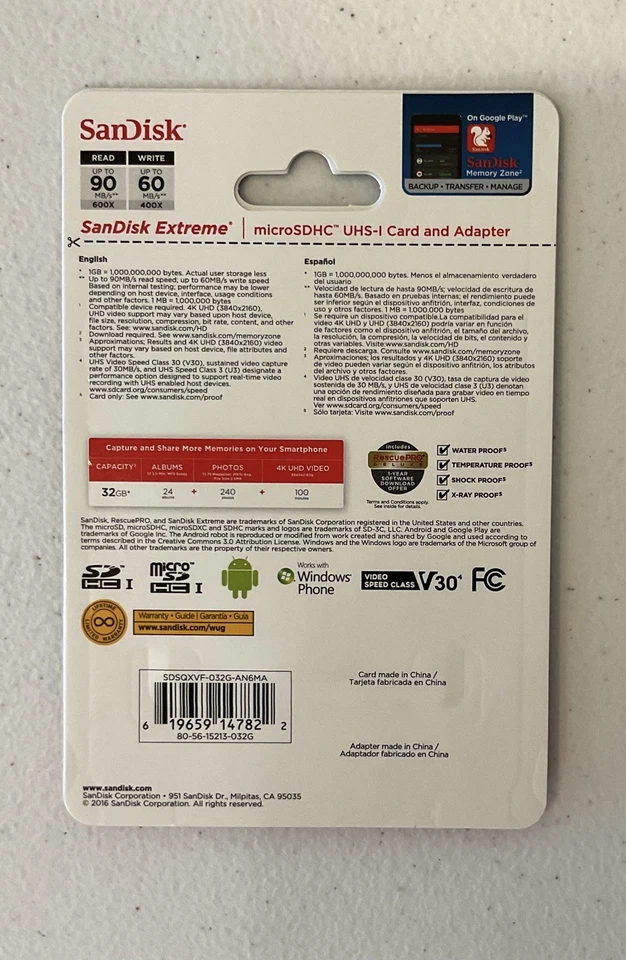 SanDisk®
READ WRITE
UP TO UP TO
90 60
MB/s** MB/s**
600X 400X
On Google Play™
SanDisk
Memory Zone²
BACKUP • TRANSFER • MANAGE
SanDisk Extreme® | microSDHC™ UHS-I Card and Adapter
English
* 1GB = 1,000,000,000 bytes. Actual user storage less
** Up to 90MB/s read speed; up to 60MB/s write speed
Based on internal testing; performance may be lower
depending on host device, interface, usage conditions
and other factors. 1 MB = 1,000,000 bytes
Compatible device required. 4K UHD (3840x2160),
UHD video support may vary based upon host device,
file size, resolution, compression, bit rate, content, and other
factors. See: www.sandisk.com/HD
² Download required. See www.sandisk.com/memoryzone
³ Approximations; Results and 4K UHD (3840x2160) video
support may vary based on host device, file attributes and
other factors.
⁴ UHS Video Speed Class 30 (V30), sustained video capture
rate of 30MB/s, and UHS Speed Class 3 (U3) designate a
performance option designed to support real-time video
recording with UHS enabled host devices.
www.sdcard.org/consumers/speed
⁵ Card only: See www.sandisk.com/proof
Español
* 1GB = 1,000,000,000 bytes. Menos el almacenamiento verdadero
del usuario
** Velocidad de lectura de hasta 90MB/s; velocidad de escritura de
hasta 60MB/s. Basado en pruebas internas; el rendimiento puede
ser inferior según el dispositivo anfitrión, interfaz, condiciones de
uso y otros factores. 1 MB = 1,000,000 bytes
Se require un dispositivo compatible.La compatibilidad para el
video 4K UHD y UHD (3840x2160) podría variar en función
de factores como el dispositivo anfitrión, el tamaño del archivo,
la resolución, la compresión, la velocidad de bits, el contenido y
otras variables. Visite www.sandisk.com/HD
² Requiere descarga. Consulte www.sandisk.com/memoryzone
³ Aproximaciones; los resultados y 4K UHD (3840x2160) soporte
de video pueden variar según el dispositivo anfitrión, los atributos
del archivo y otros factores.
⁴ Video UHS de velocidad clase 30 (V30), tasa de captura de video
sostenida de 30 MB/s, y UHS de velocidad clase 3 (U3) denotan
una opción de rendimiento diseñada para grabar video en tiempo
real en dispositivos anfitriones que soporten UHS.
Ver www.sdcard.org/consumers/speed
⁵ Sólo tarjeta: Visite www.sandisk.com/proof
Capture and Share More Memories on Your Smartphone
CAPACITY ALBUMS PHOTOS 4K UHD VIDEO
32GB* 24 + 240 + 100
albums photos minutes
Includes
RescuePRO®
DELUXE
1-YEAR
SOFTWARE
DOWNLOAD
OFFER
Terms and Conditions apply.
See inside for details.
WATER PROOF⁵
TEMPERATURE PROOF⁵
SHOCK PROOF⁵
X-RAY PROOF⁵
SanDisk, RescuePRO, and SanDisk Extreme are trademarks of SanDisk Corporation registered in the United States and other countries.
The microSD, microSDHC, microSDXC and SDHC marks and logos are trademarks of SD-3C, LLC. Android and Google Play are
trademarks of Google Inc. The Android robot is reproduced or modified from work created and shared by Google and used according to
terms described in the Creative Commons 3.0 Attribution License. Windows and the Windows logo are trademarks of the Microsoft group of
companies. All other trademarks are the property of their respective owners.
SD HC I micro SD HC I
Works with
Windows®
Phone
VIDEO
SPEED CLASS V30⁴ FC
LIFETIME
LIMITED WARRANTY
Warranty • Guide | Garantía • Guía
www.sandisk.com/wug
SDSQXVF-032G-AN6MA
6 19659 14782 2
80-56-15213-032G
Card made in China /
Tarjeta fabricada en China
Adapter made in China /
Adaptador fabricado en China
www.sandisk.com
SanDisk Corporation • 951 SanDisk Dr., Milpitas, CA 95035
© 2016 SanDisk Corporation. All rights reserved.